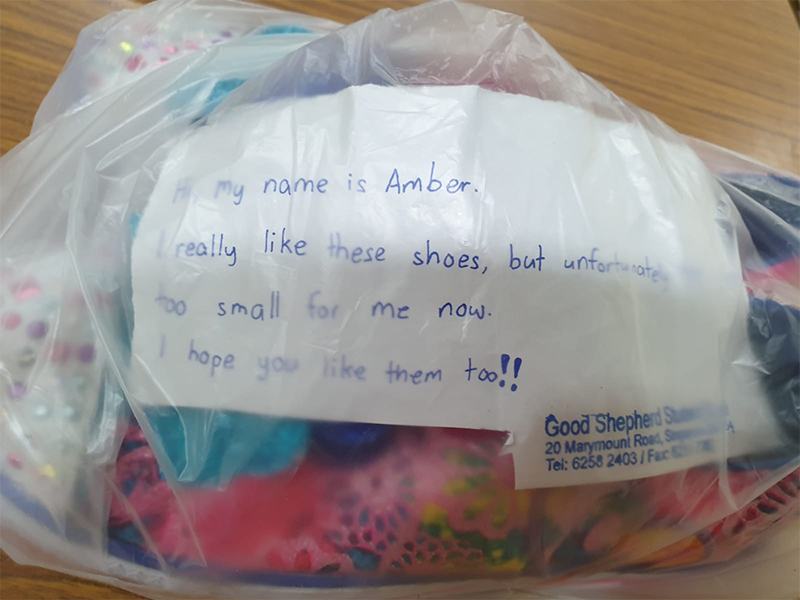 Hi, my name is Amber.
I really like these shoes, but unfortunately
too small for me now.
I hope you like them too!!
Good Shepherd
20 Marymount Road,
Tel: 6258 2403 / Fax: